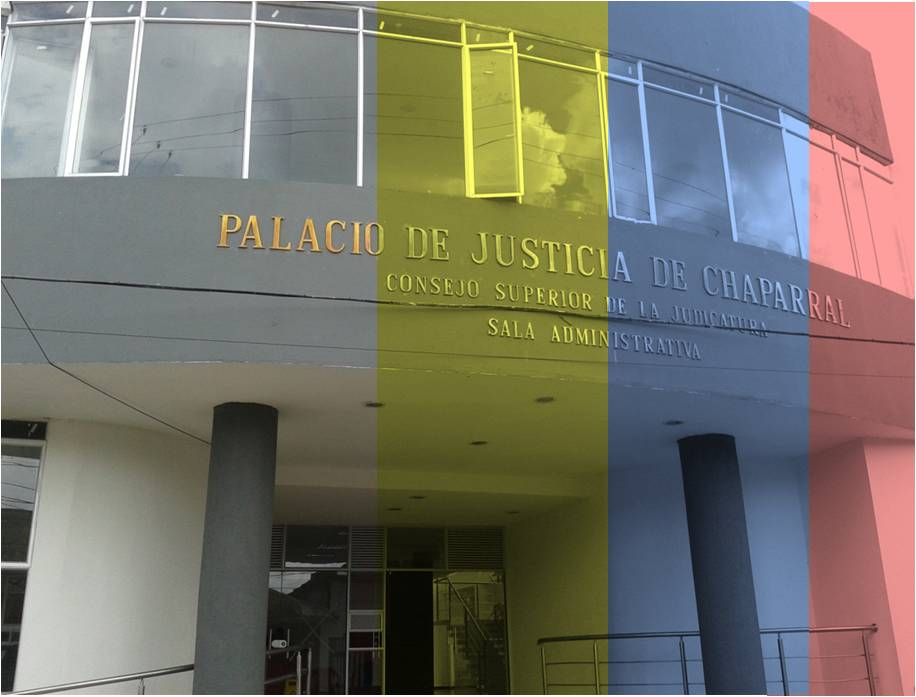 PALACIO DE JUSTICIA DE CHAPARRAL
CONSEJO SUPERIOR DE LA JUDICATURA
SALA ADMINISTRATIVA